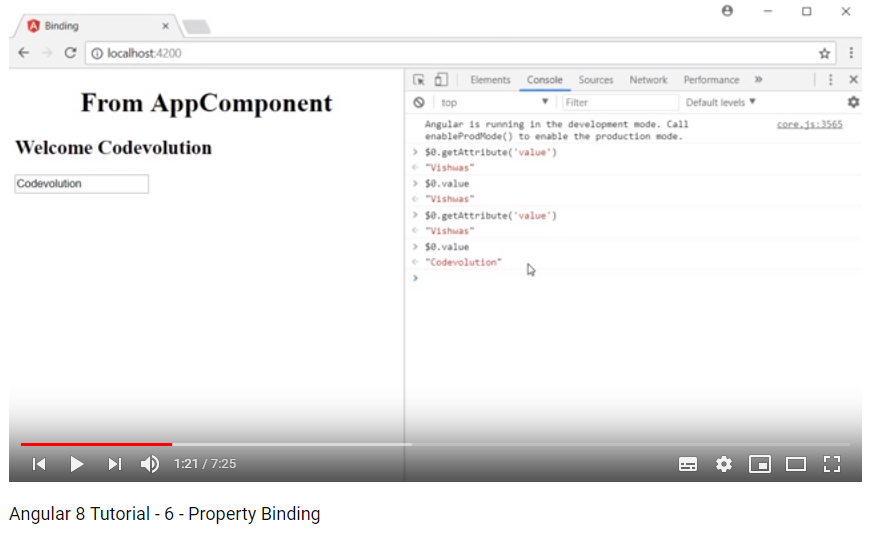 Binding
localhost:4200
From AppComponent
Welcome Codevolution
Codevolution
Elements Console Sources Network Performance »
top Filter Default levels
Angular is running in the development mode. Call core.js:3565
enableProdMode() to enable the production mode.
> $0.getAttribute('value')
"Vishwas"
> $0.value
"Vishwas"
> $0.getAttribute('value')
"Vishwas"
> $0.value
"Codevolution"
>
1:21 / 7:25
Angular 8 Tutorial - 6 - Property Binding